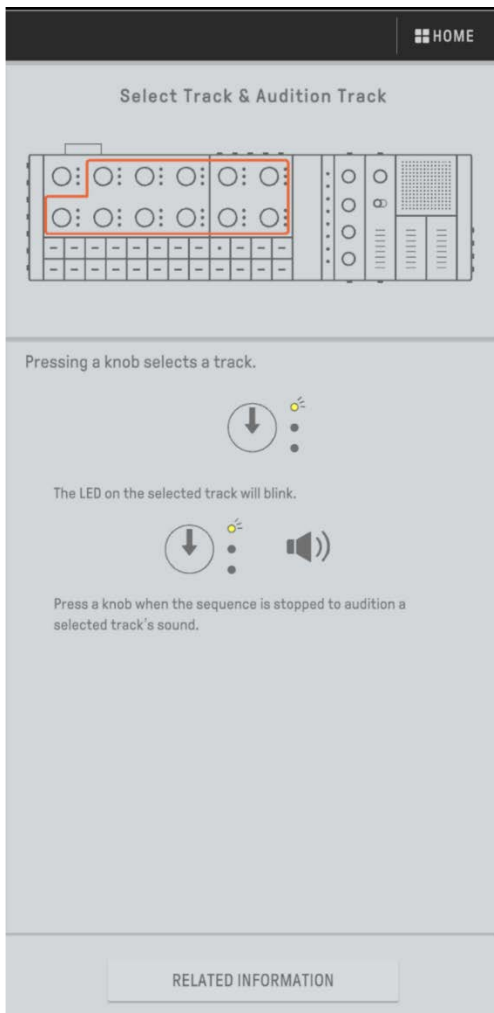 HOME
Select Track & Audition Track
Pressing a knob selects a track.
The LED on the selected track will blink.
Press a knob when the sequence is stopped to audition a
selected track's sound.
RELATED INFORMATION